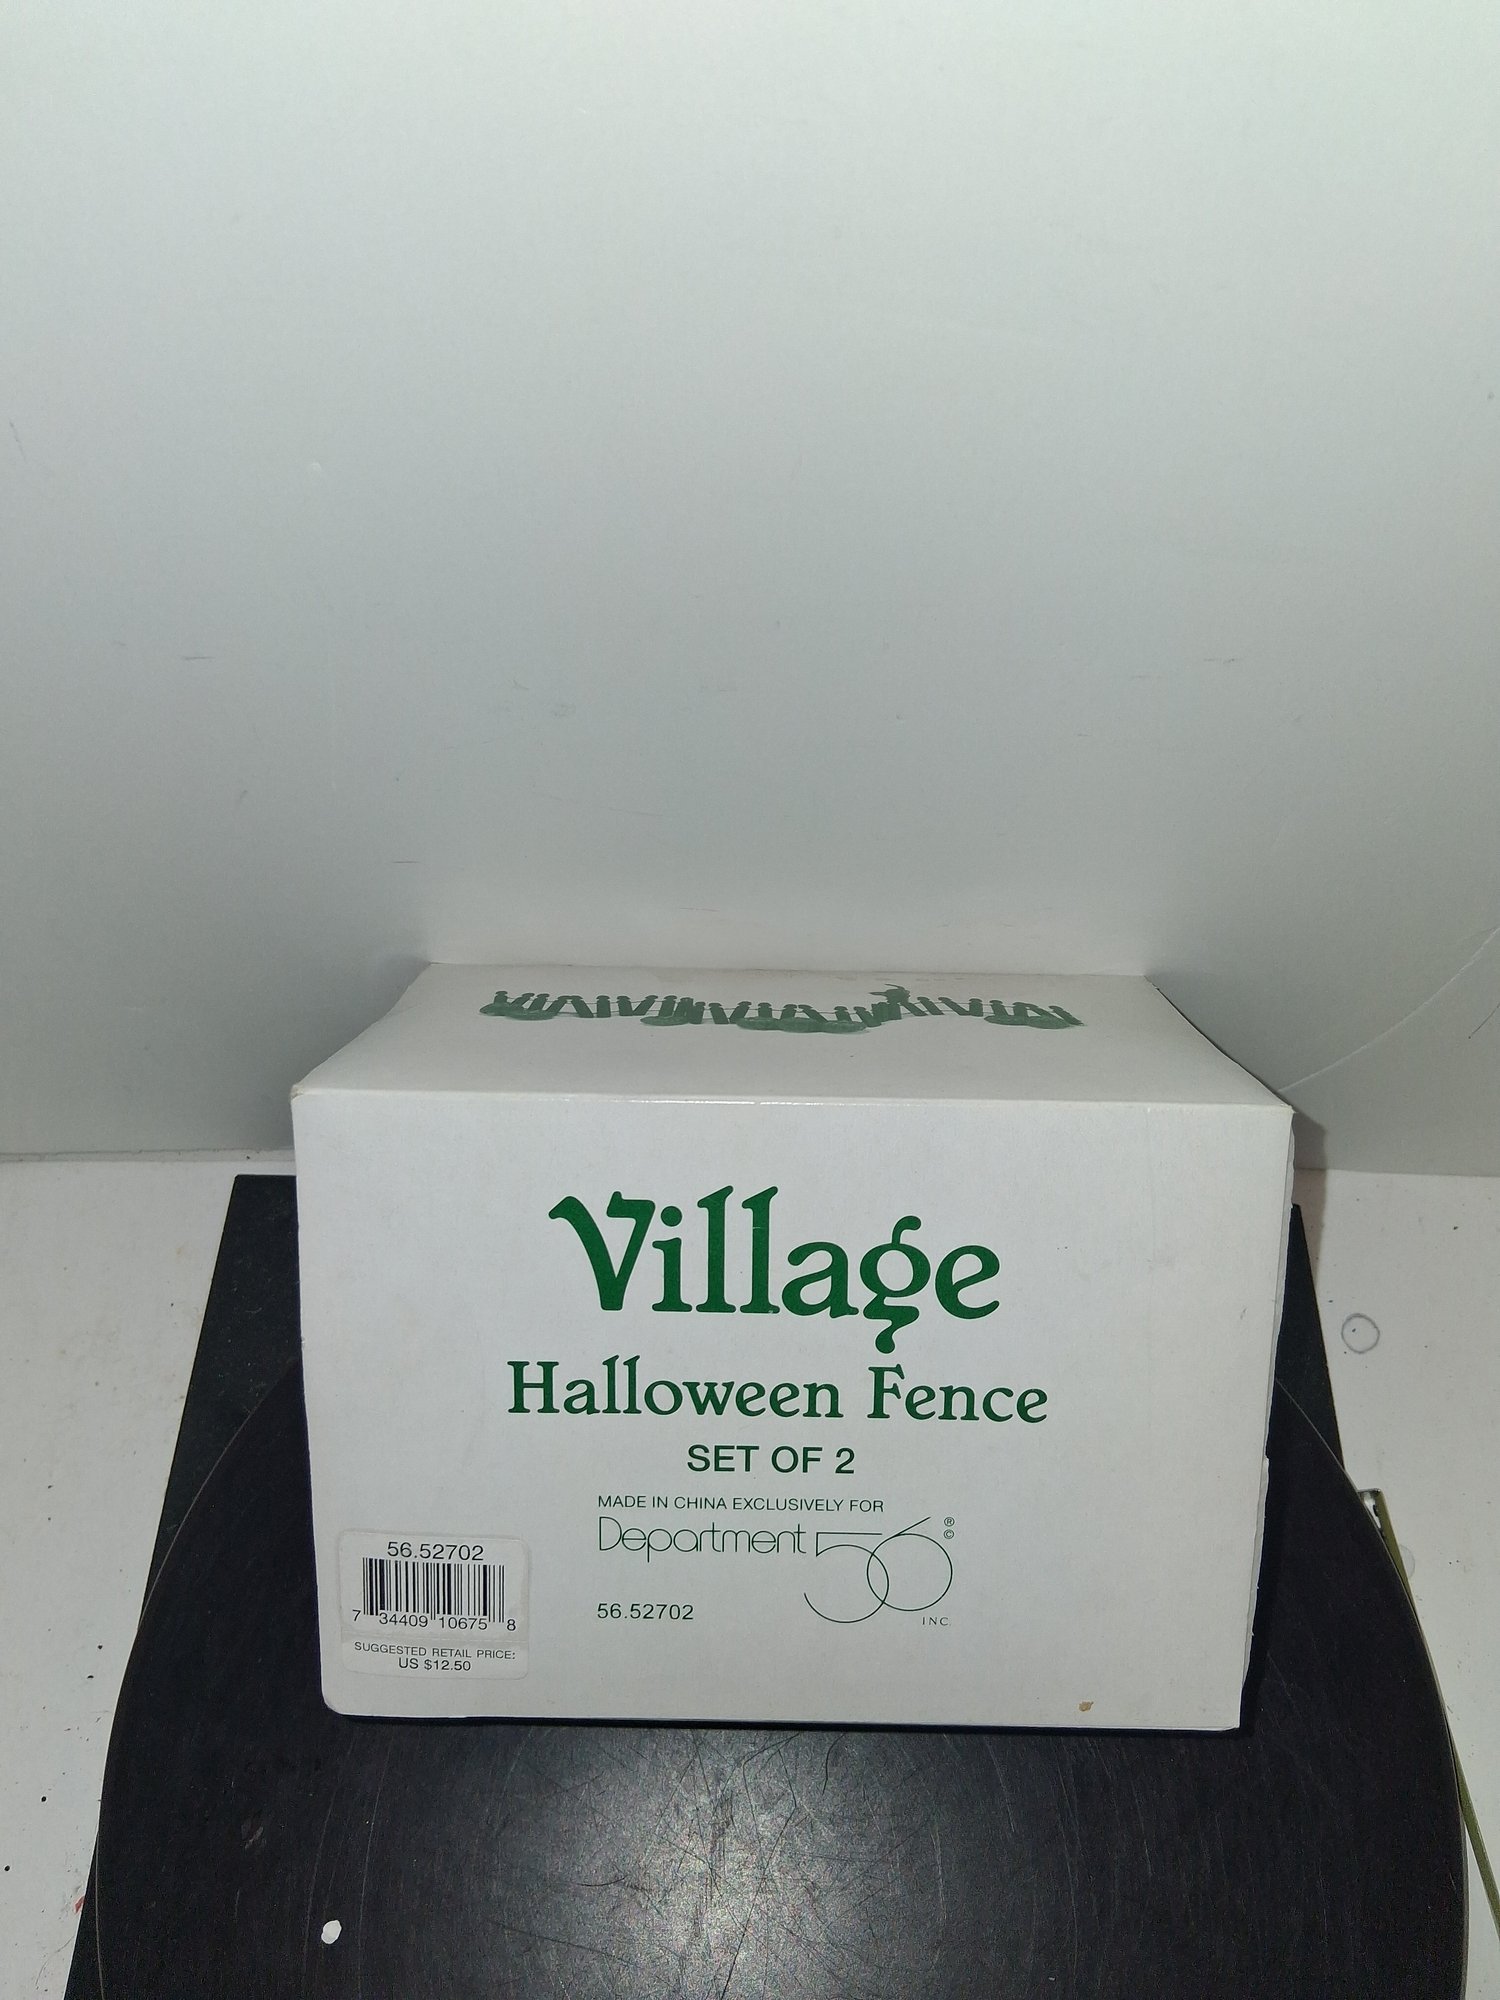 Village
Halloween Fence
SET OF 2
MADE IN CHINA EXCLUSIVELY FOR
Department 56 ® ©
INC.
56.52702
56.52702
7 34409 10675 8
SUGGESTED RETAIL PRICE:
US $12.50